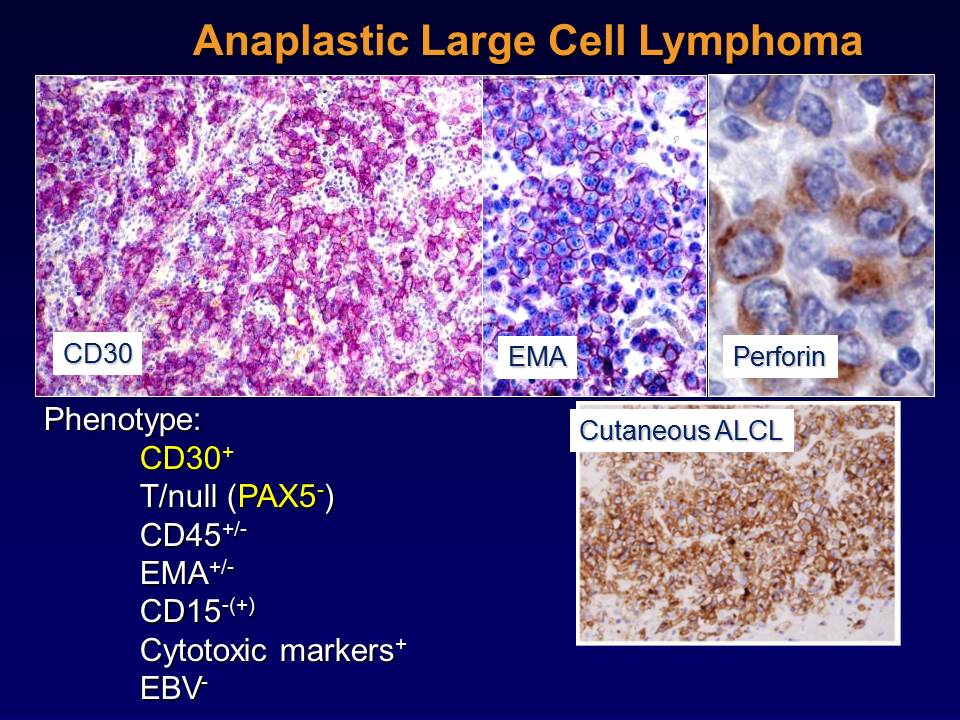 Anaplastic Large Cell Lymphoma
CD30
EMA
Perforin
Phenotype:
Cutaneous ALCL
CD30⁺
T/null (PAX5⁻)
CD45⁺/⁻
EMA⁺/⁻
CD15⁻⁽⁺⁾
Cytotoxic markers⁺
EBV⁻